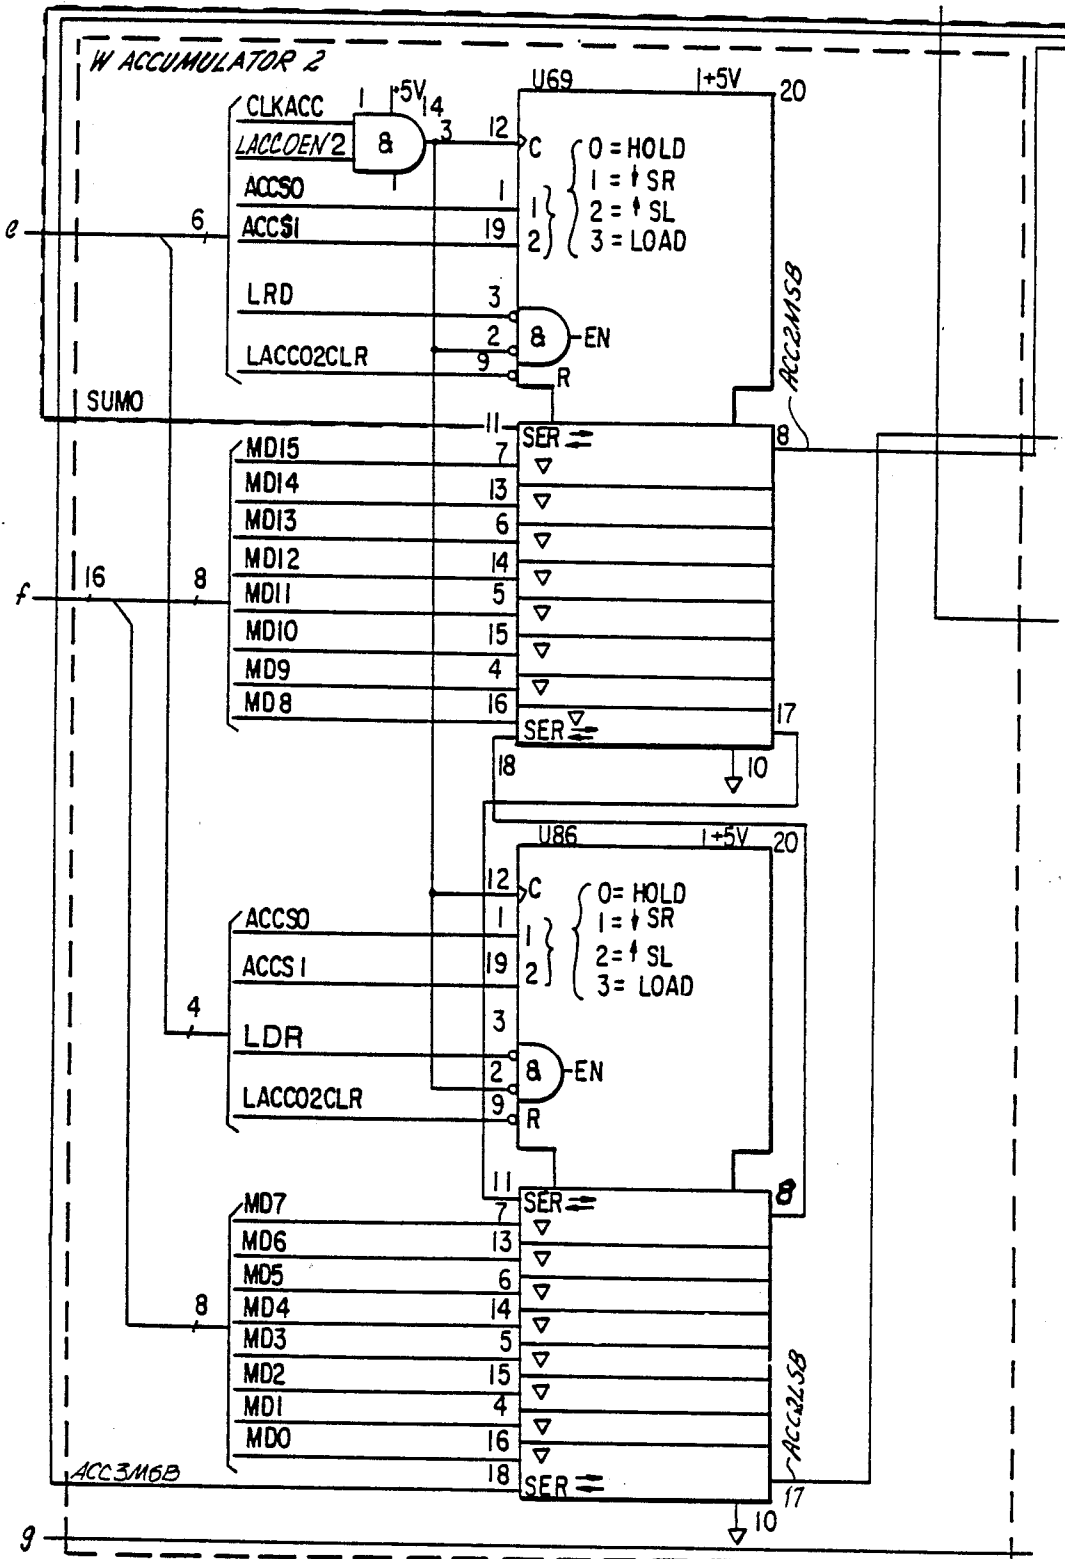 W ACCUMULATOR 2
U69
1+5V
20
CLKACC
1
+5V
14
LACCOEN
2
&
3
12
C
0 = HOLD
1 = ↓ SR
2 = ↑ SL
3 = LOAD
ACCS0
1
1
ACCS1
19
2
e
6
LRD
3
2
&
EN
LACCO2CLR
9
R
ACC2MSB
SUMO
11
SER
8
MD15
7
MD14
13
MD13
6
MD12
14
MD11
5
MD10
15
MD9
4
MD8
16
f
16
8
SER
17
18
10
U86
1+5V
20
12
C
0= HOLD
1= ↓ SR
2= ↑ SL
3= LOAD
ACCS0
1
1
ACCS1
19
2
4
LDR
3
2
&
EN
LACCO2CLR
9
R
11
SER
8
MD7
7
MD6
13
MD5
6
MD4
14
MD3
5
MD2
15
MD1
4
MD0
16
8
ACC2LSB
ACC3MSB
18
SER
17
10
g